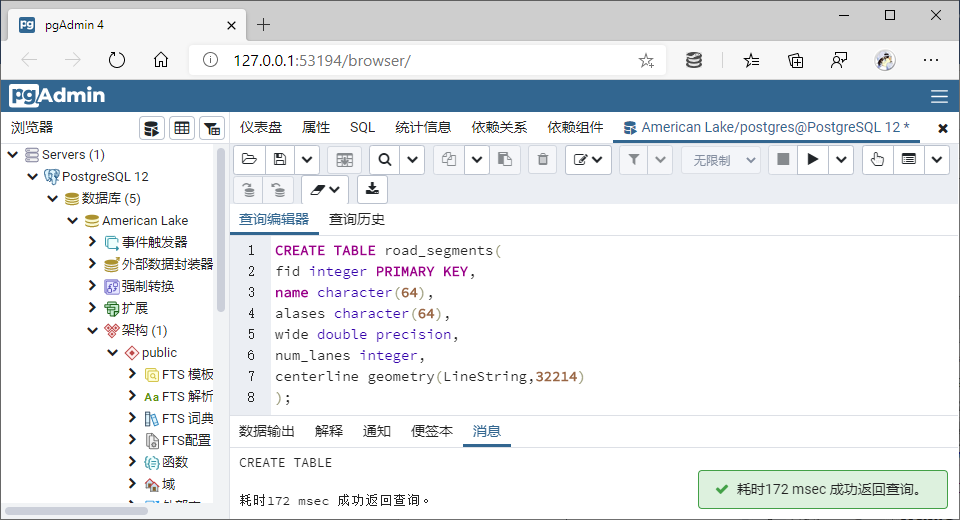 pgAdmin 4
127.0.0.1:53194/browser/
pgAdmin
浏览器
仪表盘 属性 SQL 统计信息 依赖关系 依赖组件 American Lake/postgres@PostgreSQL 12 *
无限制
Servers (1)
PostgreSQL 12
数据库 (5)
American Lake
事件触发器
外部数据封装器
强制转换
扩展
架构 (1)
public
FTS 模板
FTS 解析
FTS 词典
FTS配置
函数
域
查询编辑器 查询历史
1 CREATE TABLE road_segments(
2 fid integer PRIMARY KEY,
3 name character(64),
4 alases character(64),
5 wide double precision,
6 num_lanes integer,
7 centerline geometry(LineString,32214)
8 );
数据输出 解释 通知 便签本 消息
CREATE TABLE
耗时172 msec 成功返回查询。
耗时172 msec 成功返回查询。